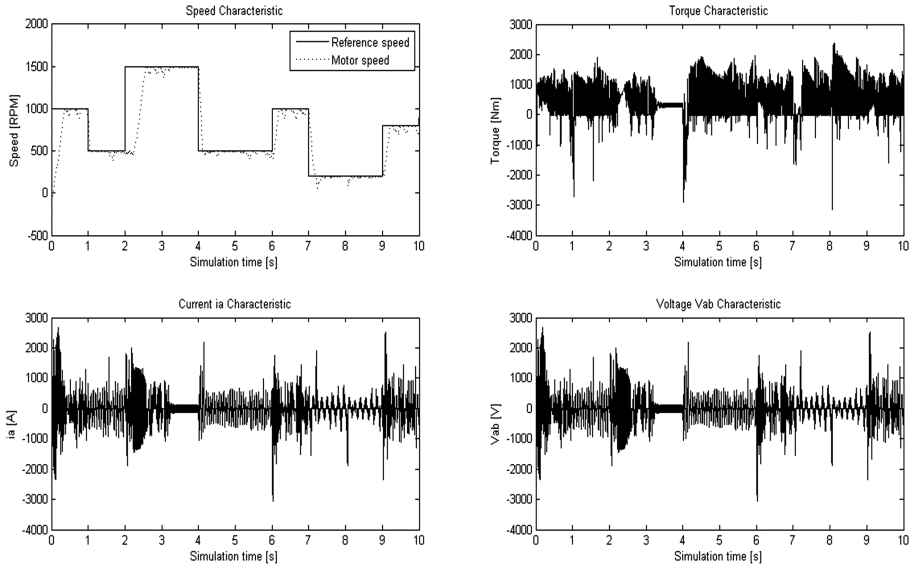 Speed Characteristic
2000
1500
1000
500
0
-500
Speed [RPM]
Reference speed
Motor speed
0 1 2 3 4 5 6 7 8 9 10
Simulation time [s]
Torque Characteristic
3000
2000
1000
0
-1000
-2000
-3000
-4000
Torque [Nm]
0 1 2 3 4 5 6 7 8 9 10
Simulation time [s]
Current ia Characteristic
3000
2000
1000
0
-1000
-2000
-3000
-4000
ia [A]
0 1 2 3 4 5 6 7 8 9 10
Simulation time [s]
Voltage Vab Characteristic
3000
2000
1000
0
-1000
-2000
-3000
-4000
Vab [V]
0 1 2 3 4 5 6 7 8 9 10
Simulation time [s]